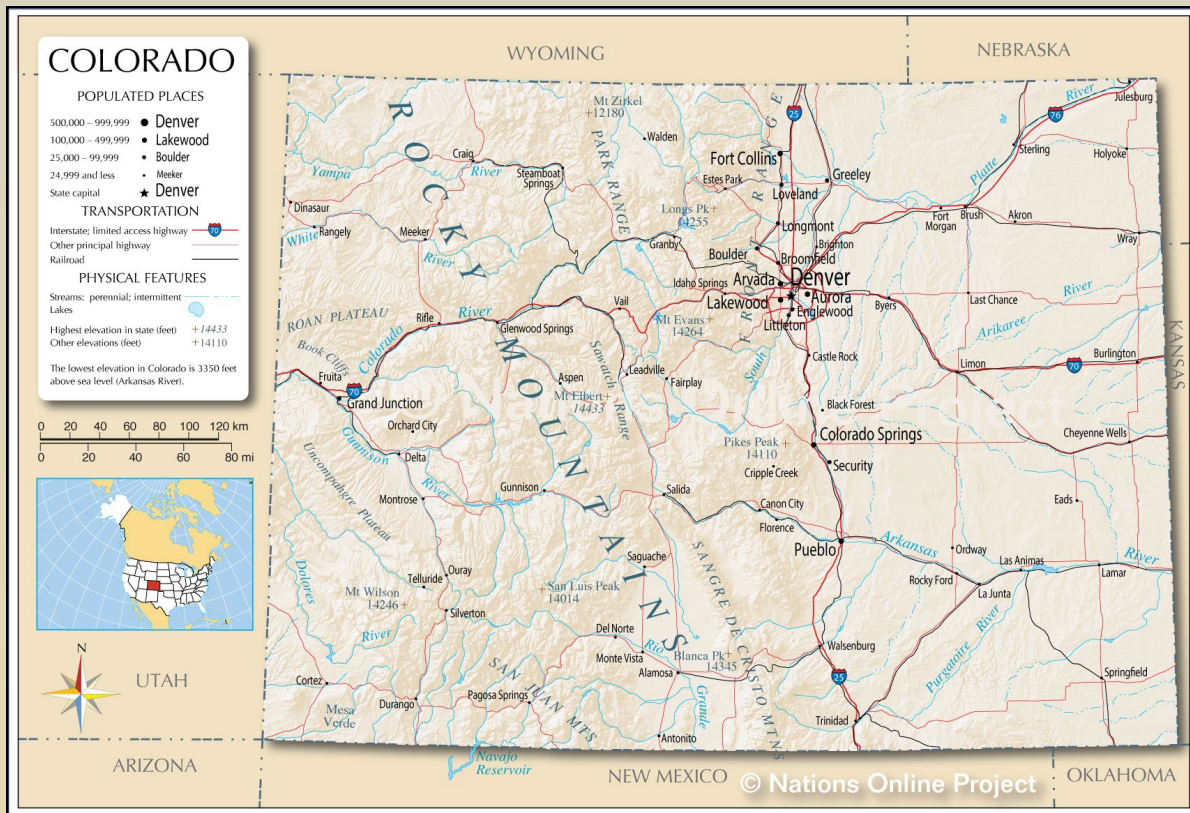 COLORADO
POPULATED PLACES
500,000 – 999,999 Denver
100,000 – 499,999 Lakewood
25,000 – 99,999 Boulder
24,999 and less Meeker
State capital Denver
TRANSPORTATION
Interstate; limited access highway 70
Other principal highway
Railroad
PHYSICAL FEATURES
Streams: perennial; intermittent
Lakes
Highest elevation in state (feet) +14433
Other elevations (feet) +14110
The lowest elevation in Colorado is 3350 feet
above sea level (Arkansas River).
0 20 40 60 80 100 120 km
0 20 40 60 80 mi
N
WYOMING
NEBRASKA
KANSAS
OKLAHOMA
NEW MEXICO
ARIZONA
UTAH
ROCKY MOUNTAINS
PARK RANGE
FRONT RANGE
Mt Zirkel
+12180
Walden
25
River
Julesburg
76
Sterling
Holyoke
Platte
Craig
Yampa
River
Steamboat
Springs
Fort Collins
Estes Park
Loveland
Greeley
Dinasaur
Rangely
White
Meeker
River
Longs Pk+
14255
Granby
Longmont
Fort
Morgan
Brush
Akron
Wray
Boulder
Broomfield
Brighton
Arvada
Denver
Idaho Springs
Lakewood
Aurora
Englewood
Littleton
Byers
Last Chance
River
Arikaree
ROAN PLATEAU
Rifle
River
Glenwood Springs
Vail
Mt Evans+
14264
South
Castle Rock
Limon
70
Burlington
Book Cliffs
Colorado
Fruita
70
Grand Junction
Aspen
Mt Elbert+
14433
Sawatch Range
Leadville
Fairplay
Black Forest
Orchard City
Gunnison
Delta
River
Pikes Peak+
14110
Colorado Springs
Cheyenne Wells
Cripple Creek
Security
Uncompahgre Plateau
Montrose
Gunnison
Salida
Canon City
Florence
Eads
Pueblo
Arkansas
River
Ordway
Las Animas
Rocky Ford
Lamar
La Junta
Dolores
River
Ouray
Telluride
Mt Wilson
14246+
Silverton
Saguache
San Luis Peak
14014
SANGRE DE CRISTO MTNS
Del Norte
Rio
Grande
Monte Vista
Blanca Pk+
14345
Alamosa
Walsenburg
Purgatoire
River
Springfield
25
Cortez
Mesa
Verde
Durango
Pagosa Springs
SAN JUAN MTS
Trinidad
Antonito
Navajo
Reservoir
© Nations Online Project